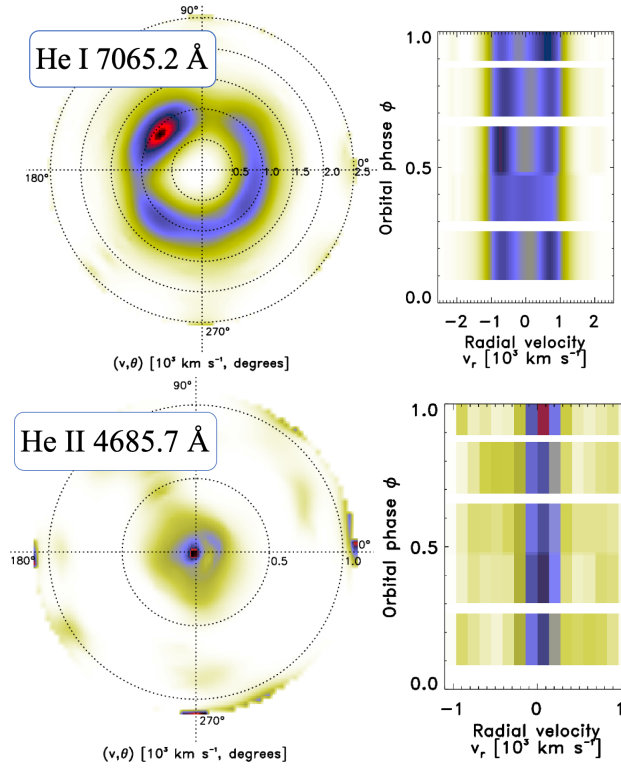 90°
He I 7065.2 Å
180°
0.5 1.0 1.5 2.0 2.5
0°
270°
(v,θ) [10³ km s⁻¹, degrees]
1.0
0.5
0.0
Orbital phase ϕ
-2 -1 0 1 2
Radial velocity
vᵣ [10³ km s⁻¹]
90°
He II 4685.7 Å
180°
0.5 1.0
0°
270°
(v,θ) [10³ km s⁻¹, degrees]
1.0
0.5
0.0
Orbital phase ϕ
-1 0 1
Radial velocity
vᵣ [10³ km s⁻¹]